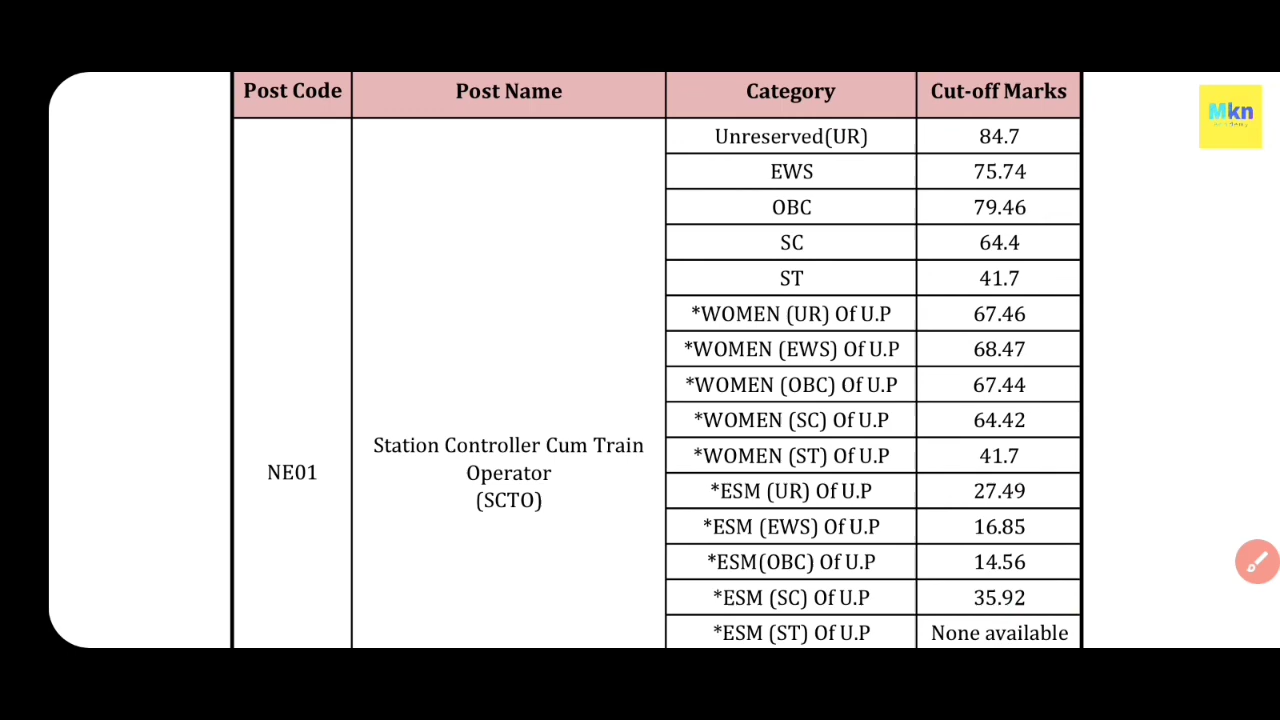 Post Code Post Name Category Cut-off Marks
Unreserved(UR) 84.7
EWS 75.74
OBC 79.46
SC 64.4
ST 41.7
*WOMEN (UR) Of U.P 67.46
*WOMEN (EWS) Of U.P 68.47
*WOMEN (OBC) Of U.P 67.44
*WOMEN (SC) Of U.P 64.42
*WOMEN (ST) Of U.P 41.7
*ESM (UR) Of U.P 27.49
*ESM (EWS) Of U.P 16.85
*ESM(OBC) Of U.P 14.56
*ESM (SC) Of U.P 35.92
*ESM (ST) Of U.P None available
NE01
Station Controller Cum Train
Operator
(SCTO)
Mkn
academy